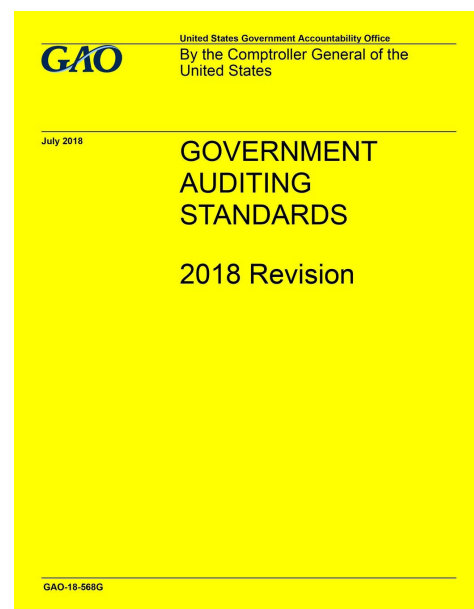 United States Government Accountability Office
GAO
By the Comptroller General of the
United States
July 2018
GOVERNMENT
AUDITING
STANDARDS
2018 Revision
GAO-18-568G